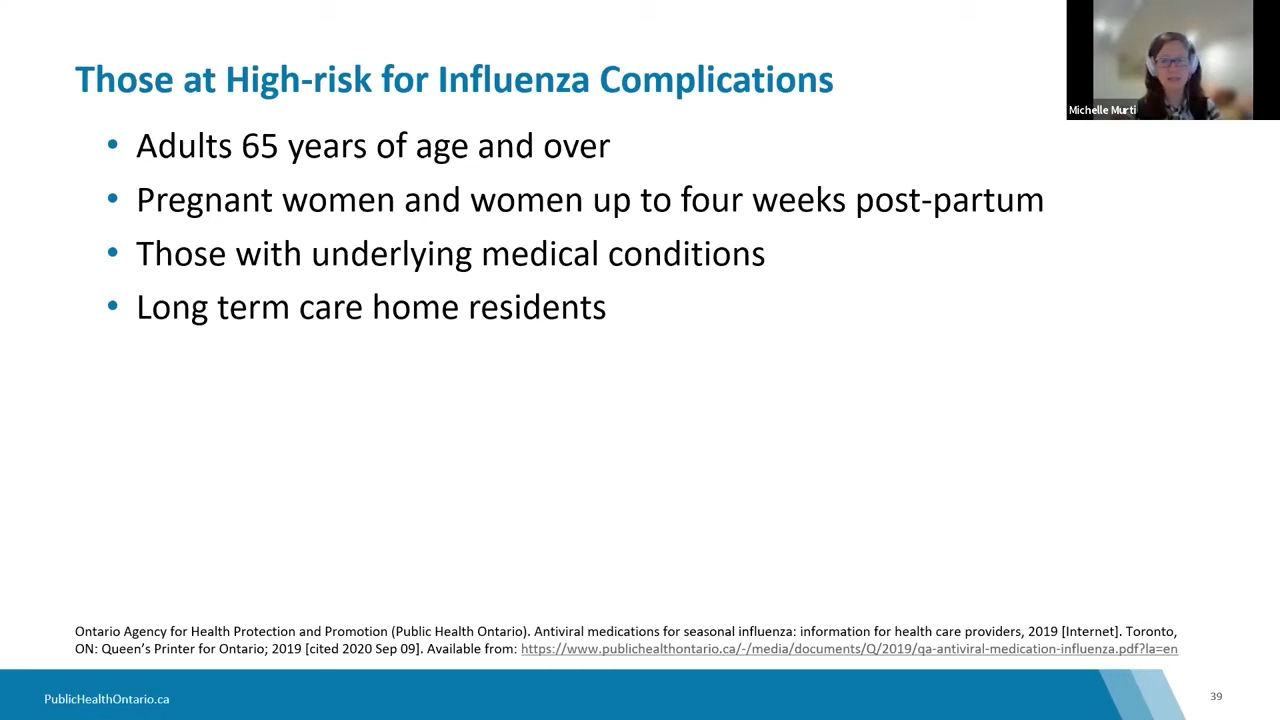 Those at High-risk for Influenza Complications
Michelle Murti
• Adults 65 years of age and over
• Pregnant women and women up to four weeks post-partum
• Those with underlying medical conditions
• Long term care home residents
Ontario Agency for Health Protection and Promotion (Public Health Ontario). Antiviral medications for seasonal influenza: information for health care providers, 2019 [Internet]. Toronto,
ON: Queen’s Printer for Ontario; 2019 [cited 2020 Sep 09]. Available from: https://www.publichealthontario.ca/-/media/documents/Q/2019/qa-antiviral-medication-influenza.pdf?la=en
PublicHealthOntario.ca
39